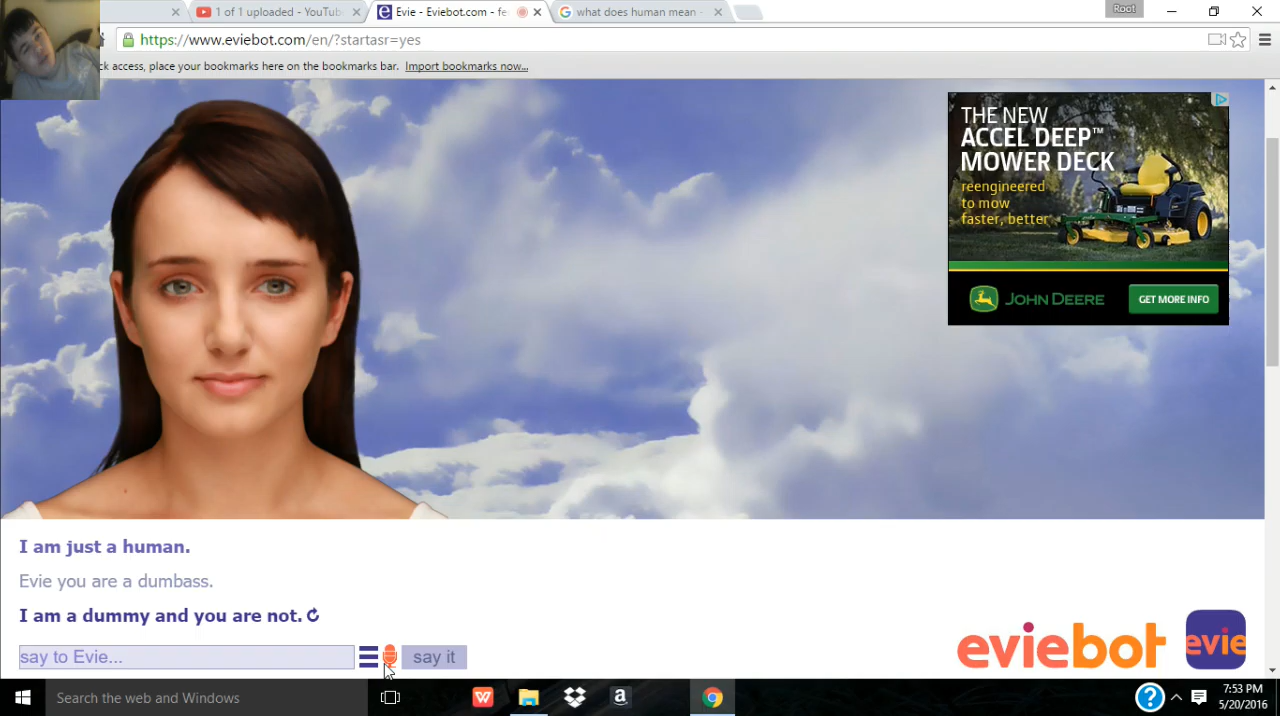 1 of 1 uploaded - YouTub
Evie - Eviebot.com - fe
what does human mean -
Root
https://www.eviebot.com/en/?startasr=yes
ck access, place your bookmarks here on the bookmarks bar. Import bookmarks now...
THE NEW
ACCEL DEEP™
MOWER DECK
reengineered
to mow
faster, better
JOHN DEERE
GET MORE INFO
I am just a human.
Evie you are a dumbass.
I am a dummy and you are not.
say to Evie...
say it
eviebot
evie
Search the web and Windows
7:53 PM
5/20/2016